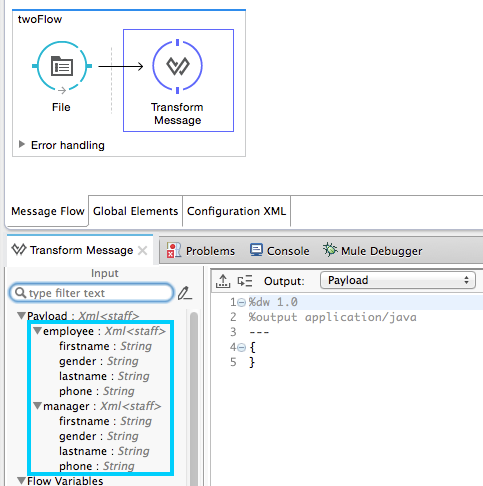 twoFlow
File
Transform
Message
Error handling
Message Flow Global Elements Configuration XML
Transform Message Problems Console Mule Debugger
Input
type filter text
Output: Payload
Payload : Xml<staff>
employee : Xml<staff>
firstname : String
gender : String
lastname : String
phone : String
manager : Xml<staff>
firstname : String
gender : String
lastname : String
phone : String
Flow Variables
1 %dw 1.0
2 %output application/java
3 ---
4 {
5 }